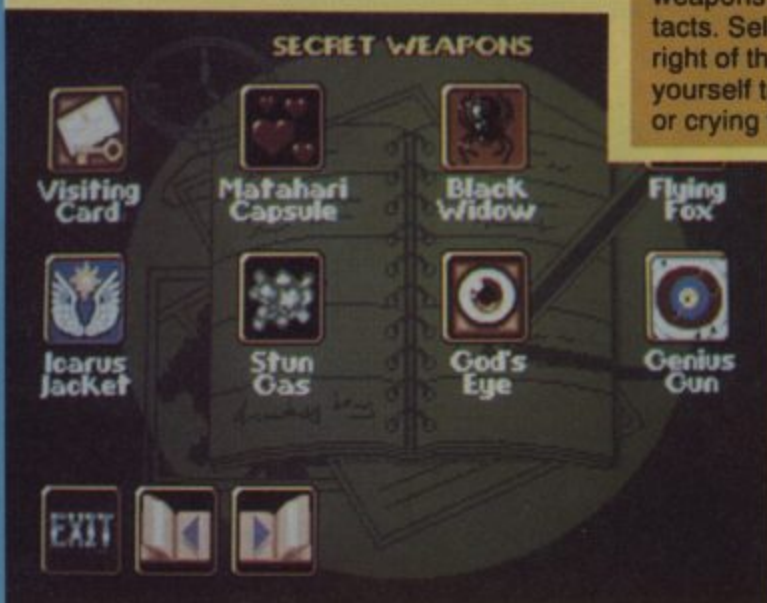 weapons
tacts. Sel
right of th
yourself t
or crying
SECRET WEAPONS
Visiting
Card
Matahari
Capsule
Black
Widow
Flying
Fox
Icarus
Jacket
Stun
Gas
God's
Eye
Genius
Gun
EXIT